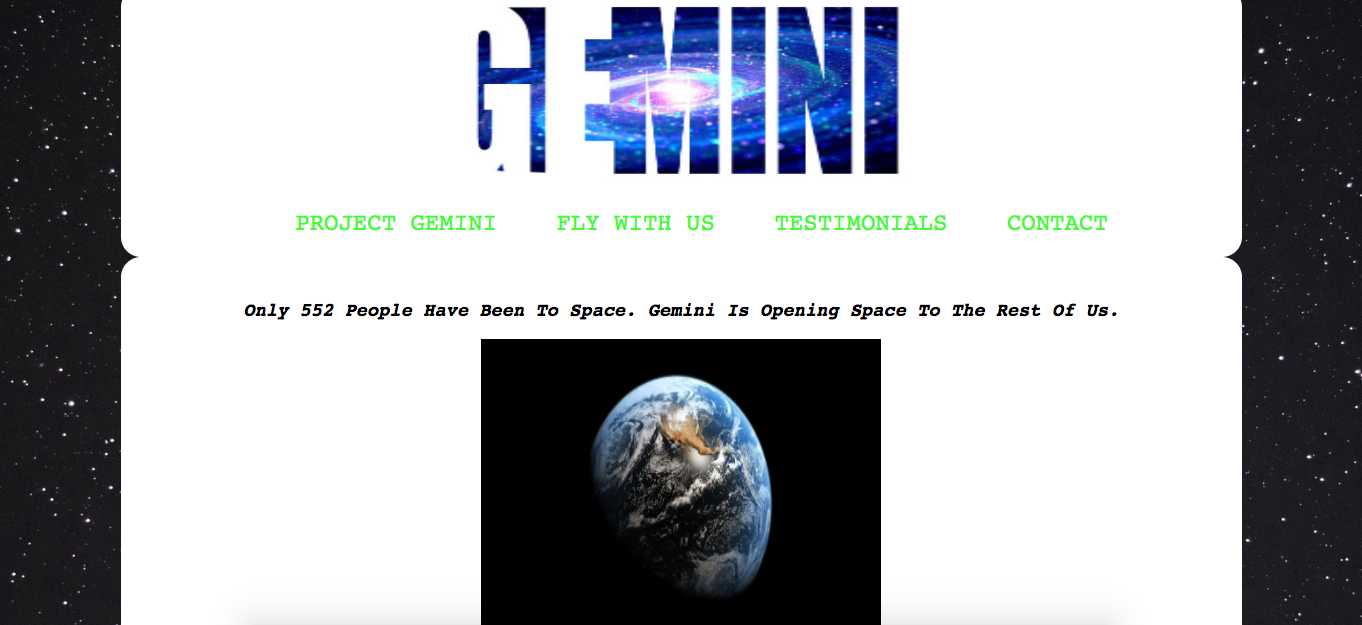 GEMINI
PROJECT GEMINI FLY WITH US TESTIMONIALS CONTACT
Only 552 People Have Been To Space. Gemini Is Opening Space To The Rest Of Us.